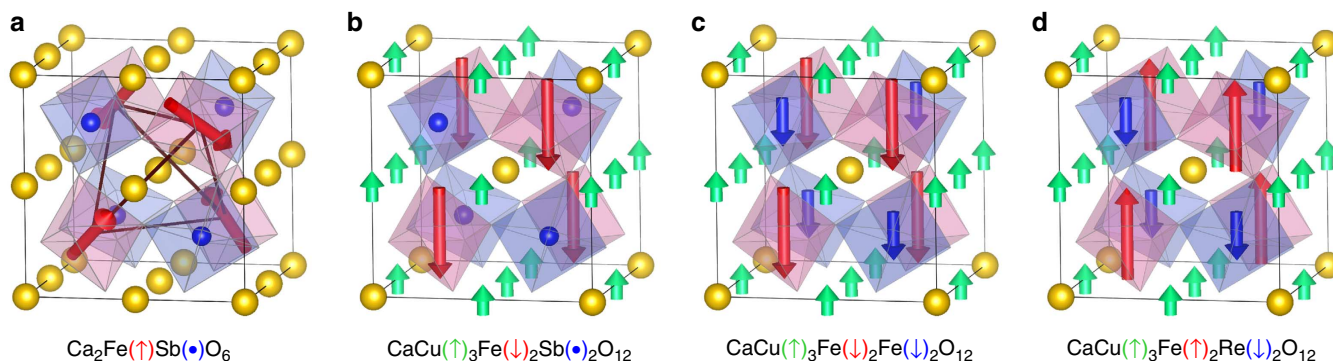 a b c d
Ca₂Fe(↑)Sb(•)O₆ CaCu(↑)₃Fe(↓)₂Sb(•)₂O₁₂ CaCu(↑)₃Fe(↓)₂Fe(↓)₂O₁₂ CaCu(↑)₃Fe(↑)₂Re(↓)₂O₁₂